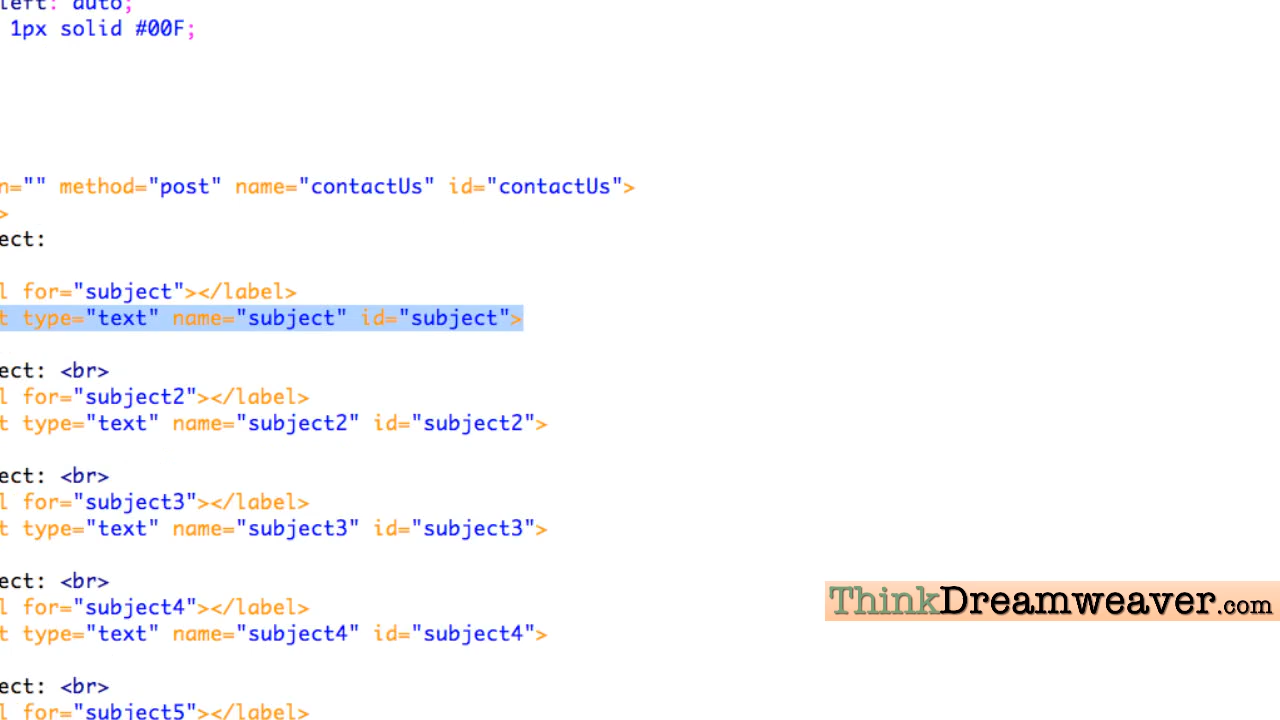 left: auto;
1px solid #00F;
n="" method="post" name="contactUs" id="contactUs">
>
ect:
l for="subject"></label>
t type="text" name="subject" id="subject">
ect: <br>
l for="subject2"></label>
t type="text" name="subject2" id="subject2">
ect: <br>
l for="subject3"></label>
t type="text" name="subject3" id="subject3">
ect: <br>
l for="subject4"></label>
t type="text" name="subject4" id="subject4">
ect: <br>
l for="subject5"></label>
ThinkDreamweaver.com